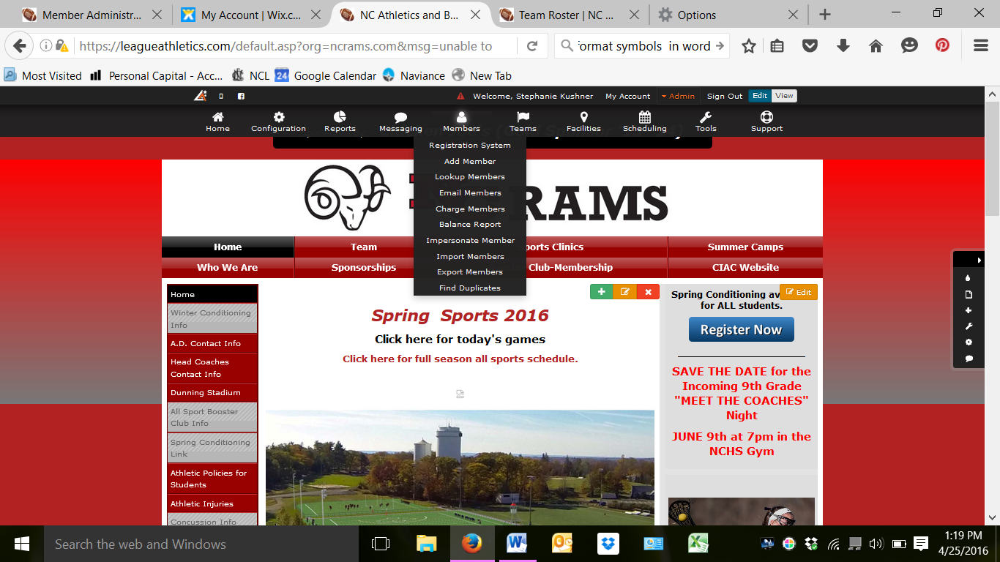 Member Administr...
My Account | Wix.c...
NC Athletics and B...
Team Roster | NC ...
Options
https://leagueathletics.com/default.asp?org=ncrams.com&msg=unable to
format symbols in word
Most Visited
Personal Capital - Acc...
NCL
24
Google Calendar
Naviance
New Tab
Welcome, Stephanie Kushner
My Account
Admin
Sign Out
Edit
View
Home
Configuration
Reports
Messaging
Members
Teams
Facilities
Scheduling
Tools
Support
Registration System
Add Member
Lookup Members
Email Members
Charge Members
Balance Report
Impersonate Member
Import Members
Export Members
Find Duplicates
RAMS
Home
Team
ports Clinics
Summer Camps
Who We Are
Sponsorships
Club-Membership
CIAC Website
Home
Winter Conditioning
Info
A.D. Contact Info
Head Coaches
Contact Info
Dunning Stadium
All Sport Booster
Club Info
Spring Conditioning
Link
Athletic Policies for
Students
Athletic Injuries
Concussion Info
Spring Sports 2016
Click here for today's games
Click here for full season all sports schedule.
Edit
Spring Conditioning av
for ALL students.
Register Now
SAVE THE DATE for the
Incoming 9th Grade
"MEET THE COACHES"
Night
JUNE 9th at 7pm in the
NCHS Gym
Search the web and Windows
1:19 PM
4/25/2016